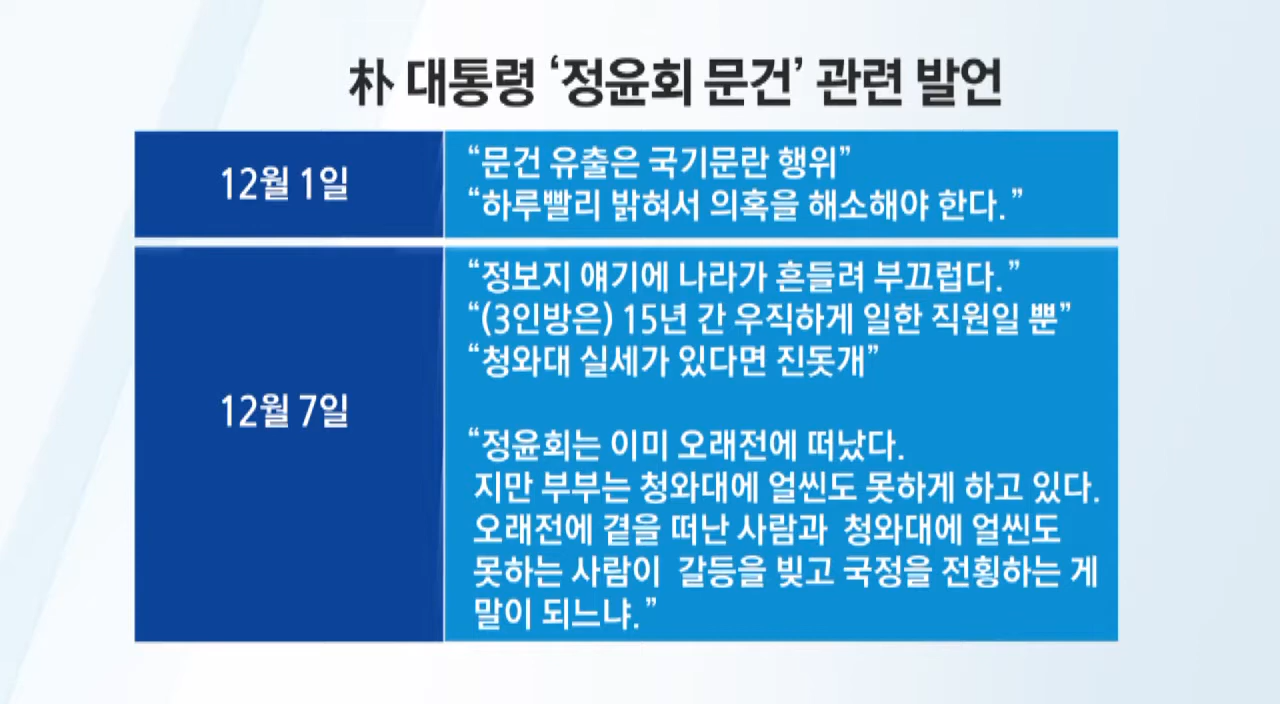 朴 대통령 ‘정윤회 문건’ 관련 발언
12월 1일
“문건 유출은 국기문란 행위”
“하루빨리 밝혀서 의혹을 해소해야 한다.”
12월 7일
“정보지 얘기에 나라가 흔들려 부끄럽다.”
“(3인방은) 15년 간 우직하게 일한 직원일 뿐”
“청와대 실세가 있다면 진돗개”
“정윤회는 이미 오래전에 떠났다.
지만 부부는 청와대에 얼씬도 못하게 하고 있다.
오래전에 곁을 떠난 사람과 청와대에 얼씬도
못하는 사람이 갈등을 빚고 국정을 전횡하는 게
말이 되느냐.”